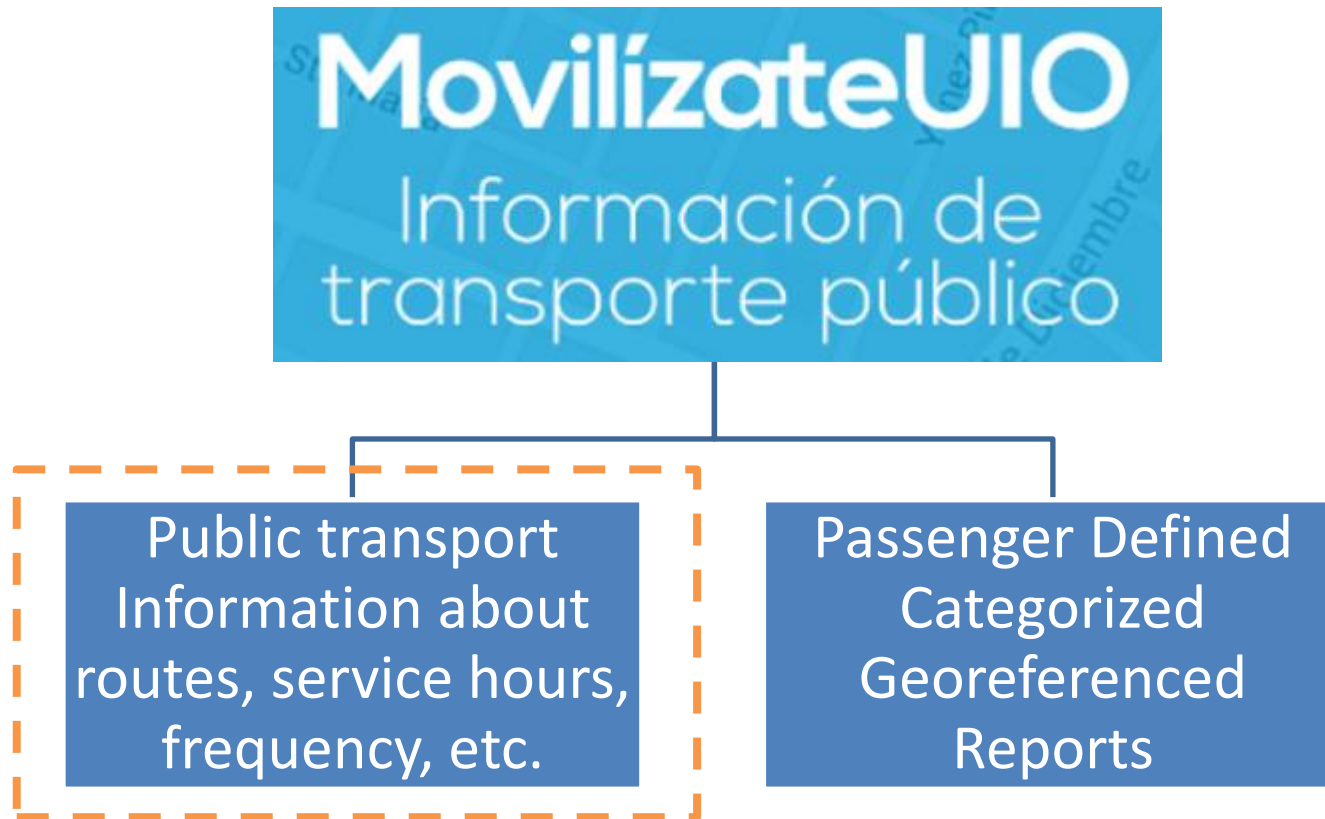 MovilízateUIO
Información de
transporte público
Public transport
Information about
routes, service hours,
frequency, etc.
Passenger Defined
Categorized
Georeferenced
Reports